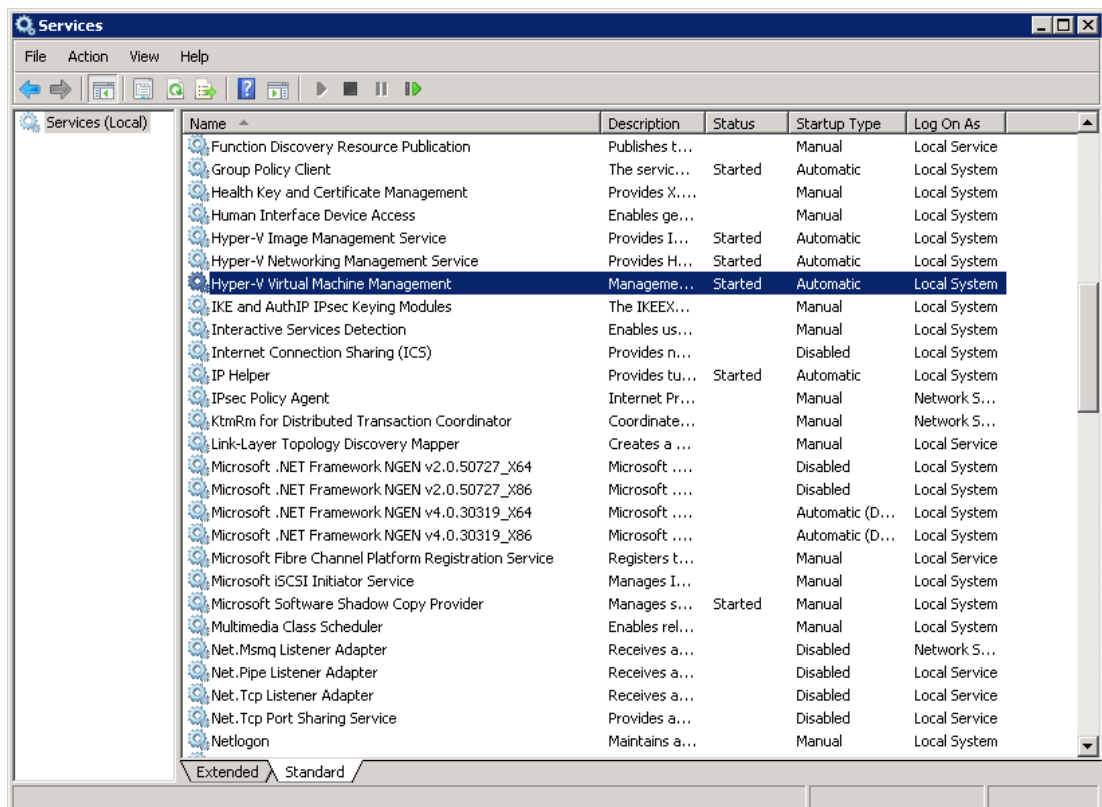 Services
File Action View Help
Services (Local)
Name Description Status Startup Type Log On As
Function Discovery Resource Publication Publishes t... Manual Local Service
Group Policy Client The servic... Started Automatic Local System
Health Key and Certificate Management Provides X.... Manual Local System
Human Interface Device Access Enables ge... Manual Local System
Hyper-V Image Management Service Provides I... Started Automatic Local System
Hyper-V Networking Management Service Provides H... Started Automatic Local System
Hyper-V Virtual Machine Management Manageme... Started Automatic Local System
IKE and AuthIP IPsec Keying Modules The IKEEX... Manual Local System
Interactive Services Detection Enables us... Manual Local System
Internet Connection Sharing (ICS) Provides n... Disabled Local System
IP Helper Provides tu... Started Automatic Local System
IPsec Policy Agent Internet Pr... Manual Network S...
KtmRm for Distributed Transaction Coordinator Coordinate... Manual Network S...
Link-Layer Topology Discovery Mapper Creates a ... Manual Local Service
Microsoft .NET Framework NGEN v2.0.50727_X64 Microsoft .... Disabled Local System
Microsoft .NET Framework NGEN v2.0.50727_X86 Microsoft .... Disabled Local System
Microsoft .NET Framework NGEN v4.0.30319_X64 Microsoft .... Automatic (D... Local System
Microsoft .NET Framework NGEN v4.0.30319_X86 Microsoft .... Automatic (D... Local System
Microsoft Fibre Channel Platform Registration Service Registers t... Manual Local Service
Microsoft iSCSI Initiator Service Manages I... Manual Local System
Microsoft Software Shadow Copy Provider Manages s... Started Manual Local System
Multimedia Class Scheduler Enables rel... Manual Local System
Net.Msmq Listener Adapter Receives a... Disabled Network S...
Net.Pipe Listener Adapter Receives a... Disabled Local Service
Net.Tcp Listener Adapter Receives a... Disabled Local Service
Net.Tcp Port Sharing Service Provides a... Disabled Local Service
Netlogon Maintains a... Manual Local System
Extended Standard